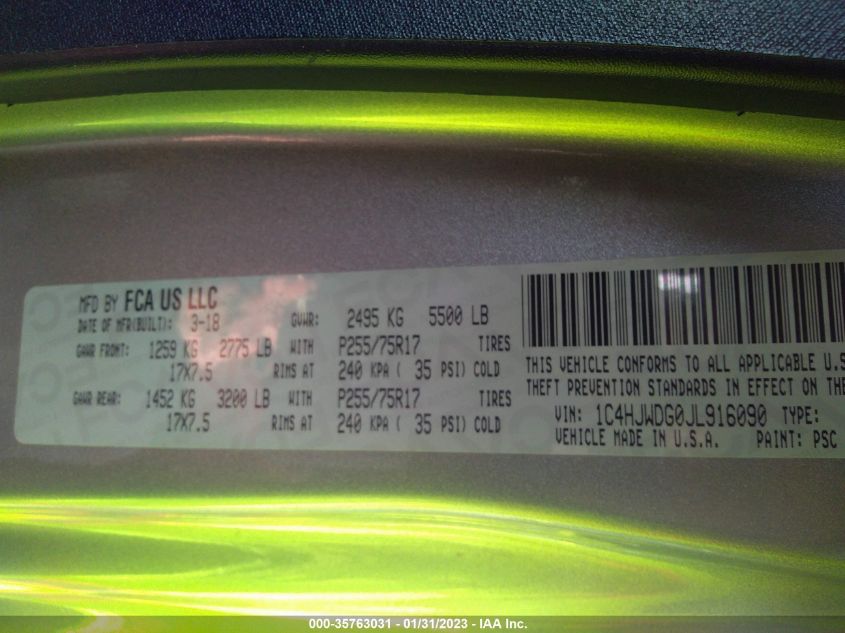 MFD BY FCA US LLC
DATE OF MFR(BUILT): 3-18 GVWR: 2495 KG 5500 LB
GAWR FRONT: 1259 KG 2775 LB WITH P255/75R17 TIRES
17X7.5 RIMS AT 240 KPA ( 35 PSI) COLD
GAWR REAR: 1452 KG 3200 LB WITH P255/75R17 TIRES
17X7.5 RIMS AT 240 KPA ( 35 PSI) COLD
THIS VEHICLE CONFORMS TO ALL APPLICABLE U.S
THEFT PREVENTION STANDARDS IN EFFECT ON THE
VIN: 1C4HJWDG0JL916090 TYPE:
VEHICLE MADE IN U.S.A. PAINT: PSC
000-35763031 - 01/31/2023 - IAA Inc.